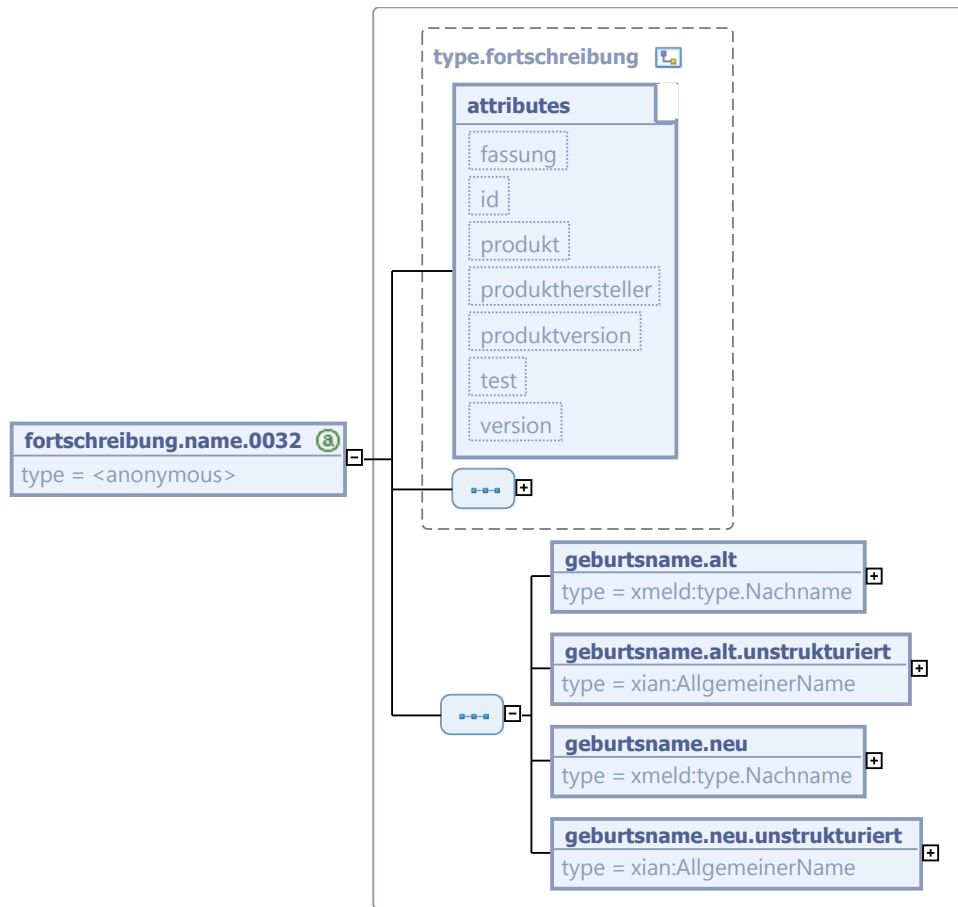 type.fortschreibung
attributes
fassung
id
produkt
produkthersteller
produktversion
test
version
fortschreibung.name.0032 a
type = <anonymous>
geburtsname.alt
type = xmeld:type.Nachname
geburtsname.alt.unstrukturiert
type = xian:AllgemeinerName
geburtsname.neu
type = xmeld:type.Nachname
geburtsname.neu.unstrukturiert
type = xian:AllgemeinerName